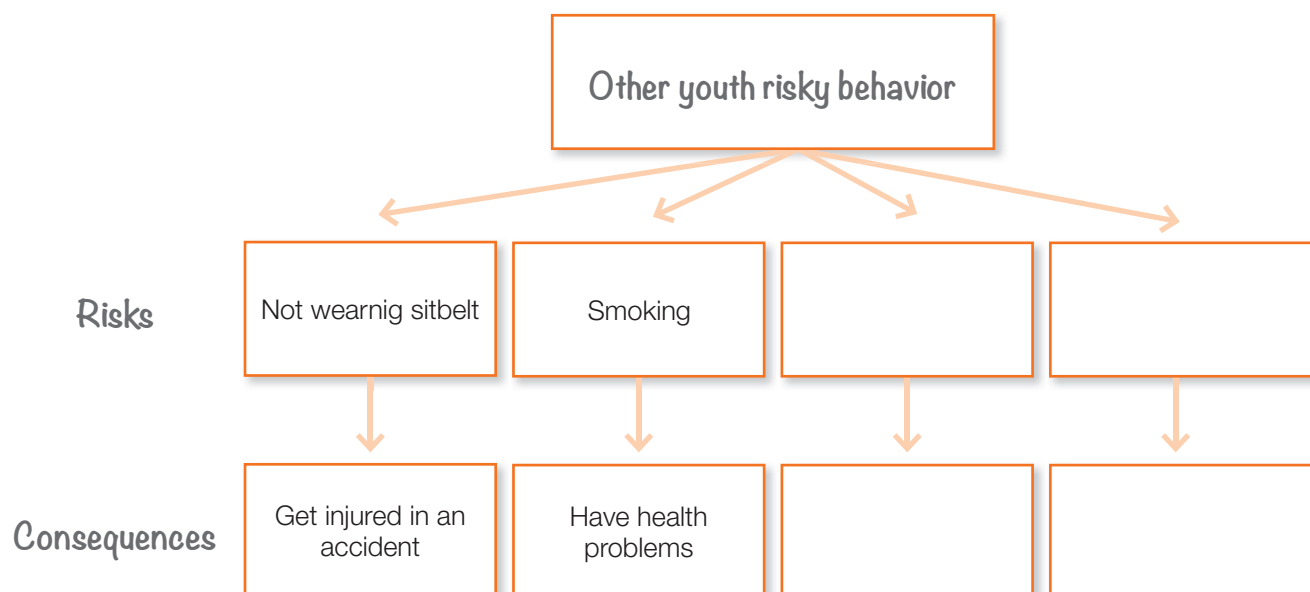 Other youth risky behavior
Risks
Not wearnig sitbelt
Smoking
Consequences
Get injured in an
accident
Have health
problems